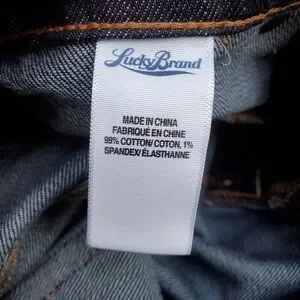 Lucky Brand
MADE IN CHINA
FABRIQUÉ EN CHINE
99% COTTON/ COTON, 1%
SPANDEX/ ÉLASTHANNE